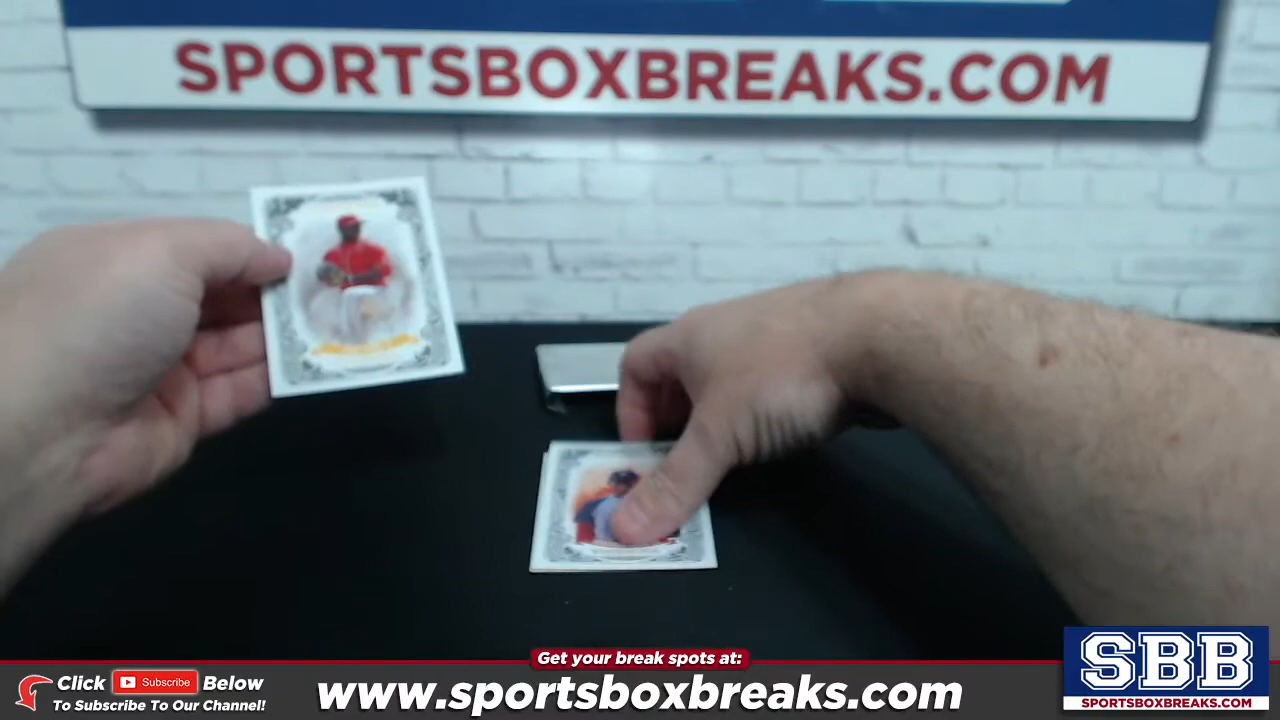 SPORTSBOXBREAKS.COM
Get your break spots at:
Click Subscribe Below
To Subscribe To Our Channel!
www.sportsboxbreaks.com
SBB
SPORTSBOXBREAKS.COM